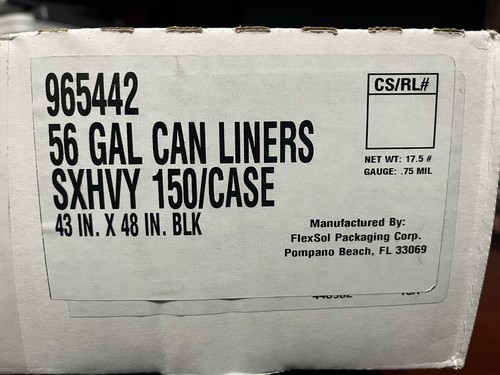 965442
56 GAL CAN LINERS
SXHVY 150/CASE
43 IN. X 48 IN. BLK
CS/RL#
NET WT: 17.5 #
GAUGE: .75 MIL
Manufactured By:
FlexSol Packaging Corp.
Pompano Beach, FL 33069